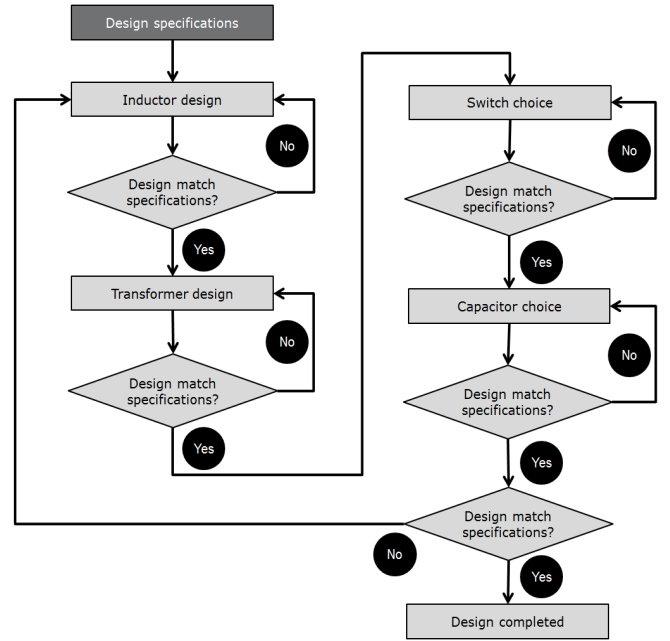 Design specifications
Inductor design
No
Design match
specifications?
Yes
Transformer design
No
Design match
specifications?
Yes
Switch choice
No
Design match
specifications?
Yes
Capacitor choice
No
Design match
specifications?
Yes
Design match
specifications?
No
Yes
Design completed